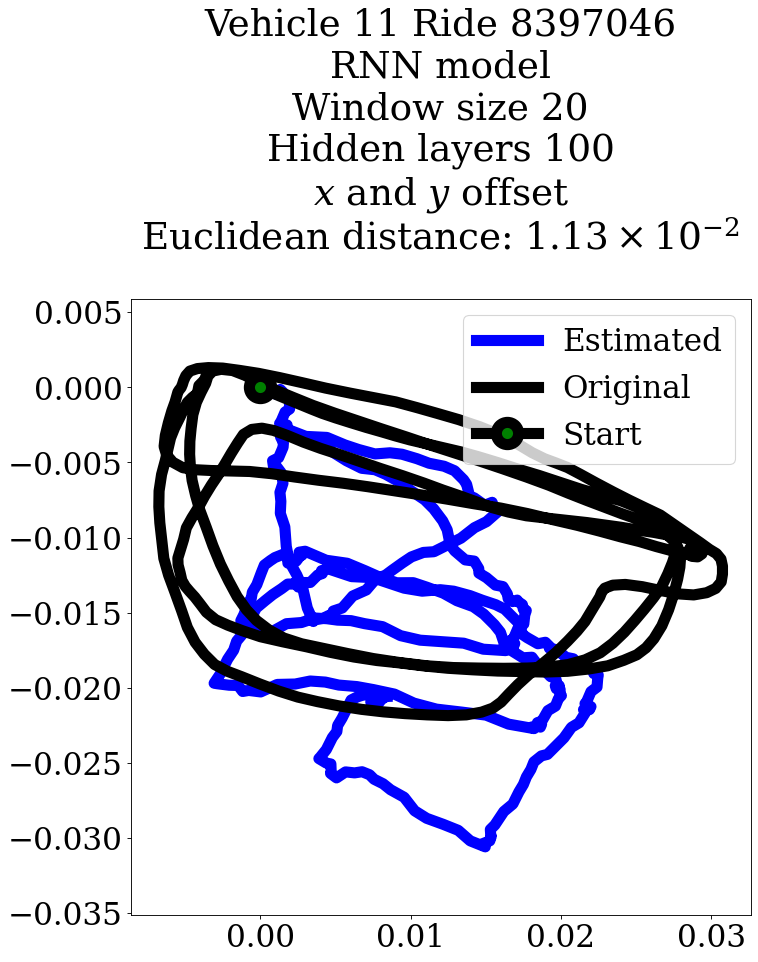 Vehicle 11 Ride 8397046
RNN model
Window size 20
Hidden layers 100
x and y offset
Euclidean distance: 1.13 × 10⁻²
0.005
Estimated
0.000
Original
Start
−0.005
−0.010
−0.015
−0.020
−0.025
−0.030
−0.035
0.00 0.01 0.02 0.03